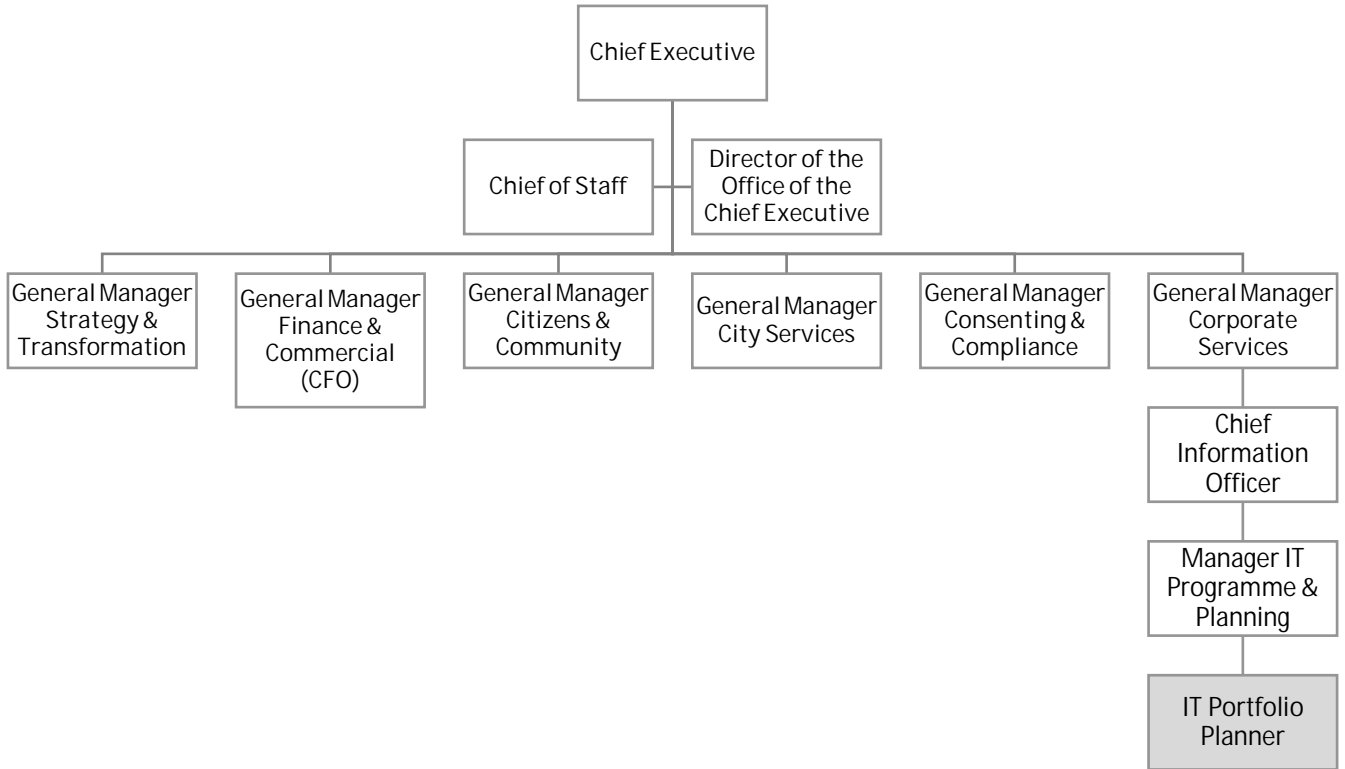 Chief Executive
Chief of Staff
Director of the
Office of the
Chief Executive
General Manager
Strategy &
Transformation
General Manager
Finance &
Commercial
(CFO)
General Manager
Citizens &
Community
General Manager
City Services
General Manager
Consenting &
Compliance
General Manager
Corporate
Services
Chief
Information
Officer
Manager IT
Programme &
Planning
IT Portfolio
Planner